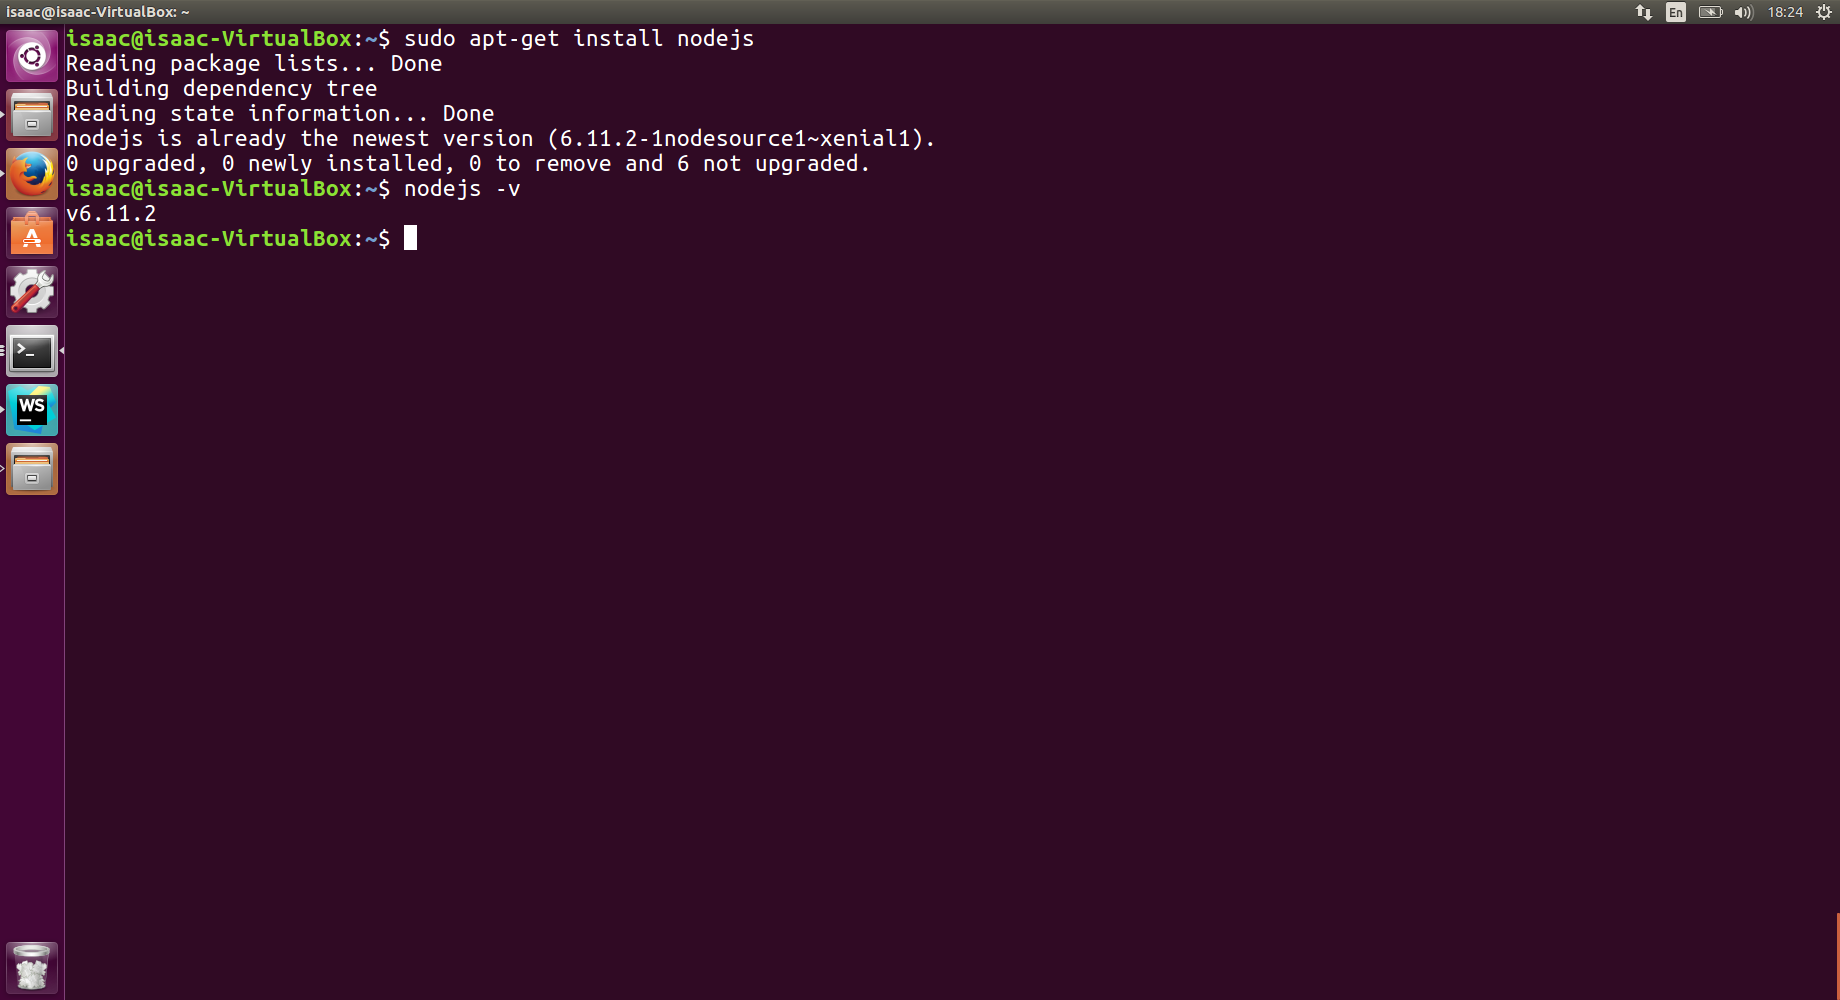 isaac@isaac-VirtualBox: ~
En
18:24
isaac@isaac-VirtualBox:~$ sudo apt-get install nodejs
Reading package lists... Done
Building dependency tree
Reading state information... Done
nodejs is already the newest version (6.11.2-1nodesource1~xenial1).
0 upgraded, 0 newly installed, 0 to remove and 6 not upgraded.
isaac@isaac-VirtualBox:~$ nodejs -v
v6.11.2
isaac@isaac-VirtualBox:~$
>_
WS